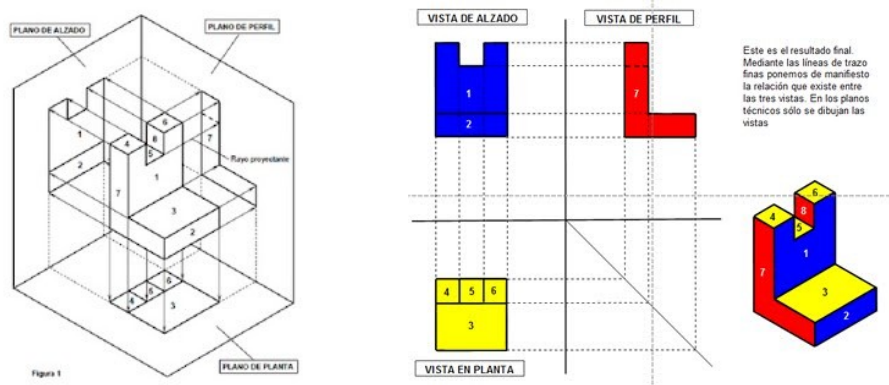 PLANO DE ALZADO
PLANO DE PERFIL
6
4
8
5
1
1
7
Rayo proyectante
2
7
3
2
6
5
4
3
PLANO DE PLANTA
Figura 1
VISTA DE ALZADO
VISTA DE PERFIL
1
2
7
4 5 6
3
VISTA EN PLANTA
Este es el resultado final.
Mediante las líneas de trazo
finas ponemos de manifiesto
la relación que existe entre
las tres vistas. En los planos
técnicos sólo se dibujan las
vistas
6
4
8
5
1
7
3
2